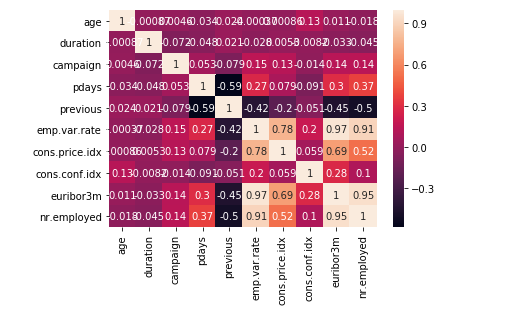 age 1 -0.00087 0.0046 -0.034 0.024 -0.00037 0.00086 0.13 0.011 -0.018 0.9
duration 1 -0.072 -0.048 0.021 -0.028 0.0053 -0.0082 -0.033 -0.045
campaign 0.0046 -0.072 1 0.053 -0.079 0.15 0.13 -0.014 0.14 0.14 0.6
pdays -0.034 -0.048 0.053 1 -0.59 0.27 0.079 -0.091 0.3 0.37
previous 0.024 0.021 -0.079 -0.59 1 -0.42 -0.2 -0.051 -0.45 -0.5 0.3
emp.var.rate -0.00037 -0.028 0.15 0.27 -0.42 1 0.78 0.2 0.97 0.91
cons.price.idx 0.00086 0.0053 0.13 0.079 -0.2 0.78 1 0.059 0.69 0.52 0.0
cons.conf.idx 0.13 -0.0082 -0.014 -0.091 -0.051 0.2 0.059 1 0.28 0.1
euribor3m 0.011 -0.033 0.14 0.3 -0.45 0.97 0.69 0.28 1 0.95 −0.3
nr.employed -0.018 -0.045 0.14 0.37 -0.5 0.91 0.52 0.1 0.95 1
age
duration
campaign
pdays
previous
emp.var.rate
cons.price.idx
cons.conf.idx
euribor3m
nr.employed